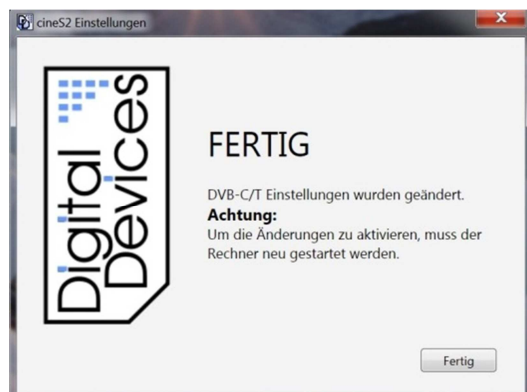 cineS2 Einstellungen
Digital
Devices
FERTIG
DVB-C/T Einstellungen wurden geändert.
Achtung:
Um die Änderungen zu aktivieren, muss der
Rechner neu gestartet werden.
Fertig